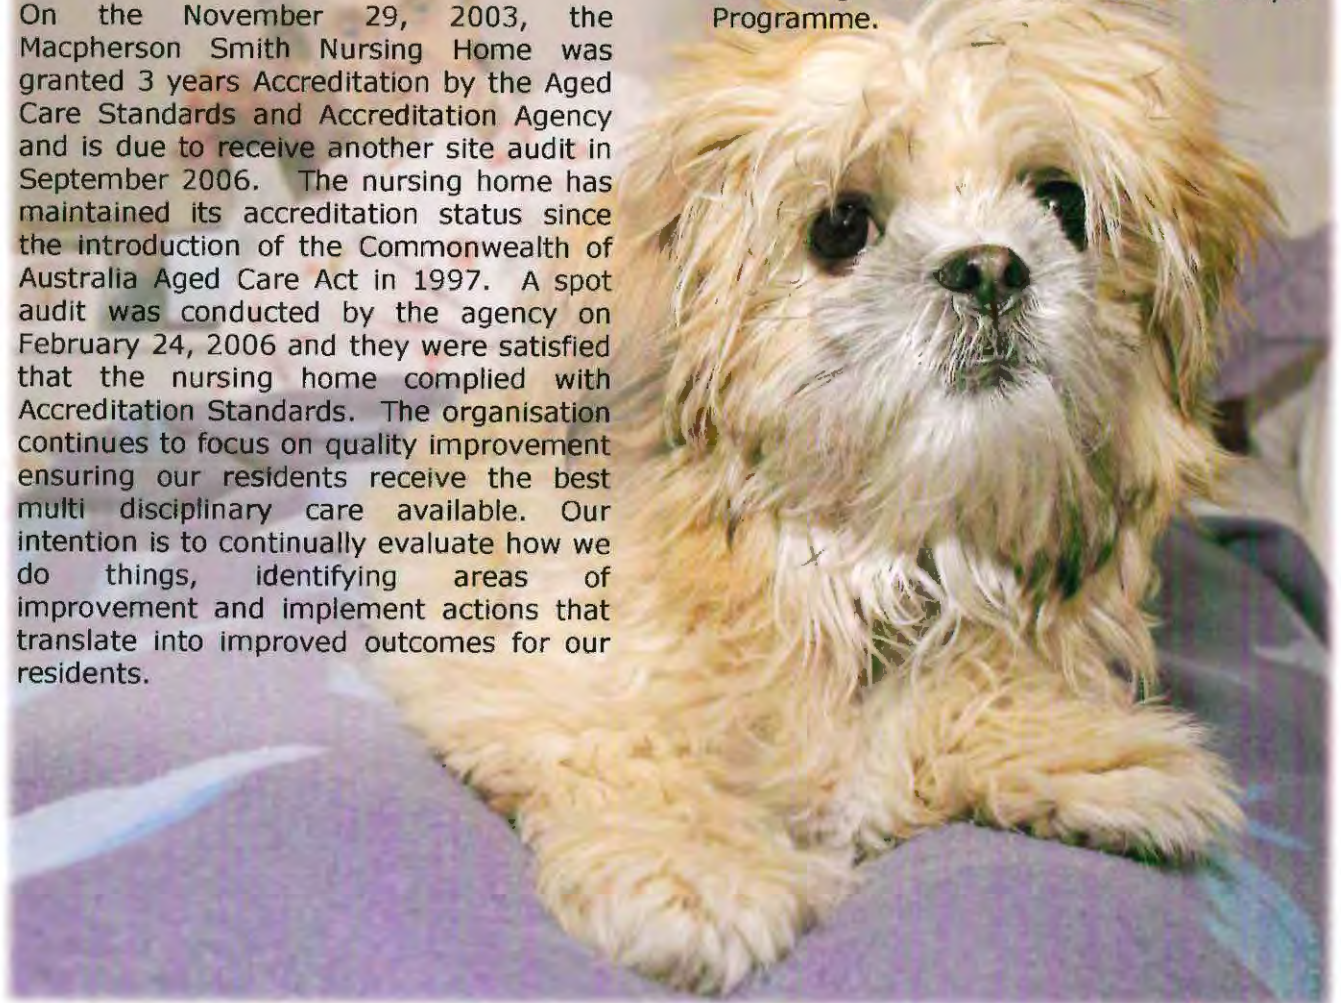 On the November 29, 2003, the
Macpherson Smith Nursing Home was
granted 3 years Accreditation by the Aged
Care Standards and Accreditation Agency
and is due to receive another site audit in
September 2006. The nursing home has
maintained its accreditation status since
the introduction of the Commonwealth of
Australia Aged Care Act in 1997. A spot
audit was conducted by the agency on
February 24, 2006 and they were satisfied
that the nursing home complied with
Accreditation Standards. The organisation
continues to focus on quality improvement
ensuring our residents receive the best
multi disciplinary care available. Our
intention is to continually evaluate how we
do things, identifying areas of
improvement and implement actions that
translate into improved outcomes for our
residents.
Programme.